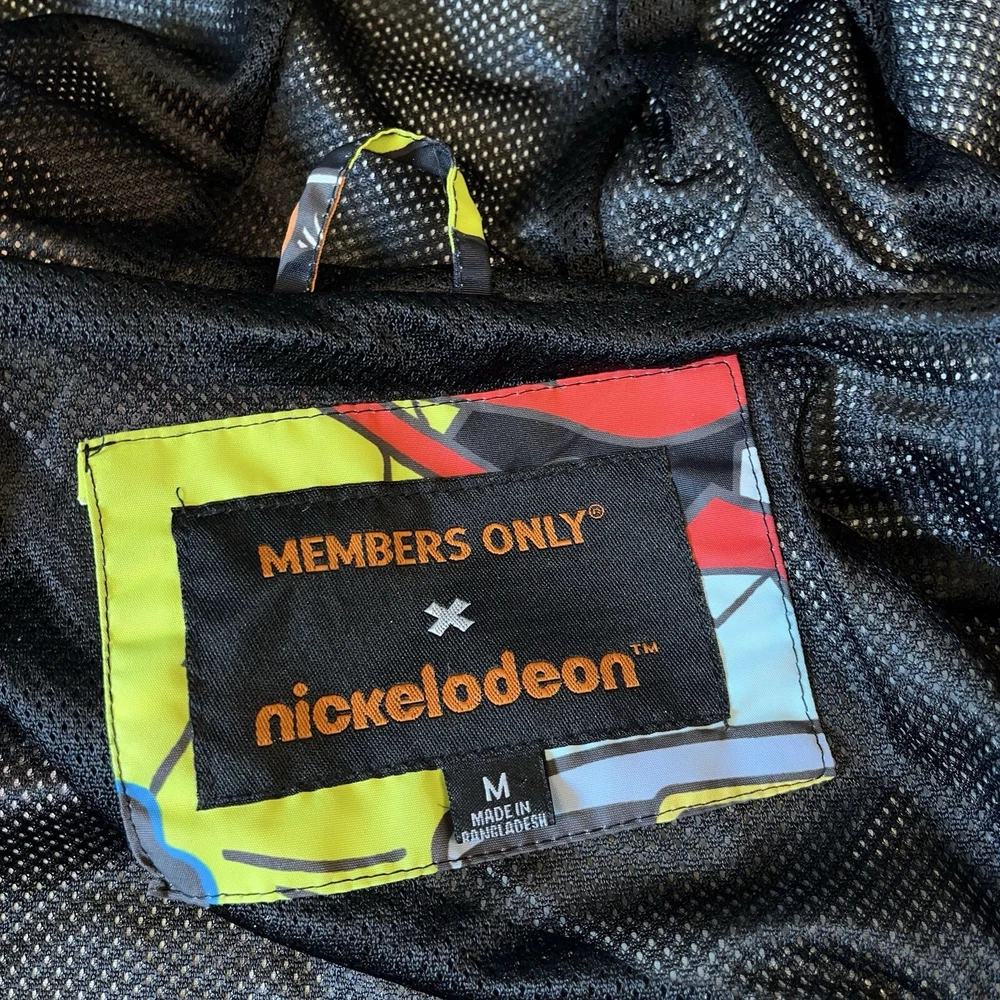 MEMBERS ONLY®
×
nickelodeon™
M
MADE IN
BANGLADESH